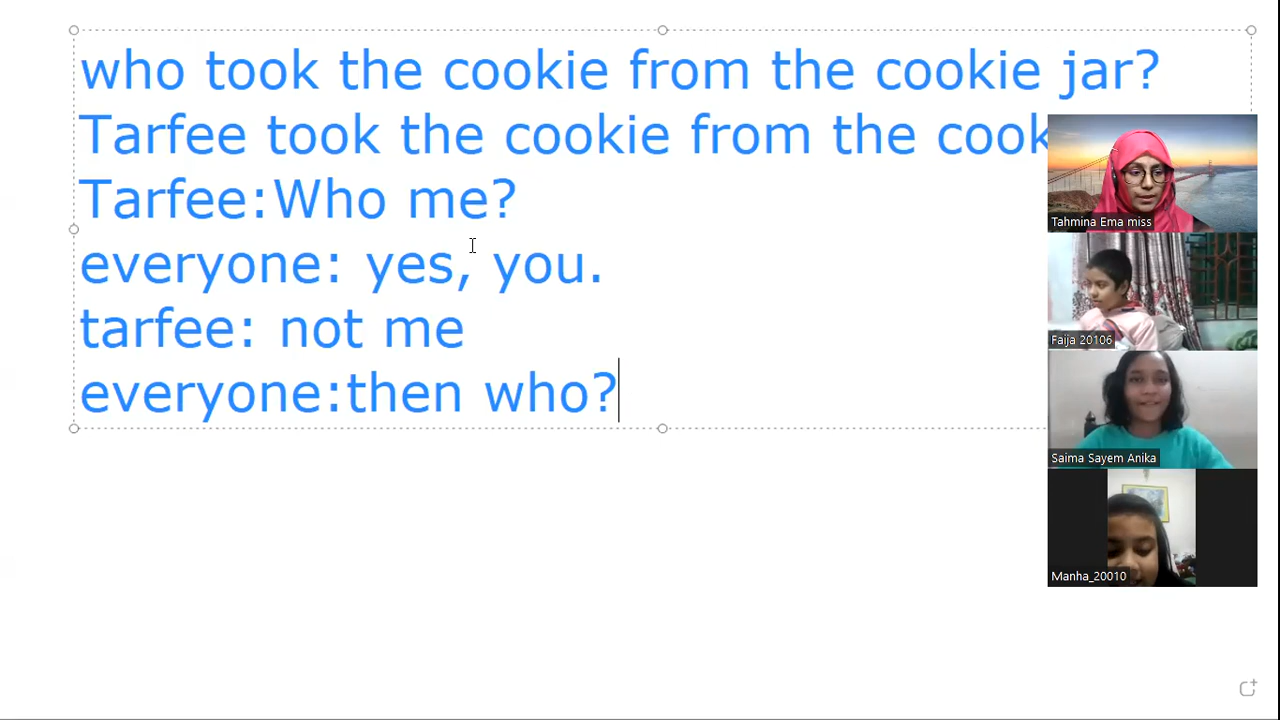 who took the cookie from the cookie jar?
Tarfee took the cookie from the cook
Tarfee:Who me?
everyone: yes, you.
tarfee: not me
everyone:then who?
Tahmina Ema miss
Faija 20106
Saima Sayem Anika
Manha_20010